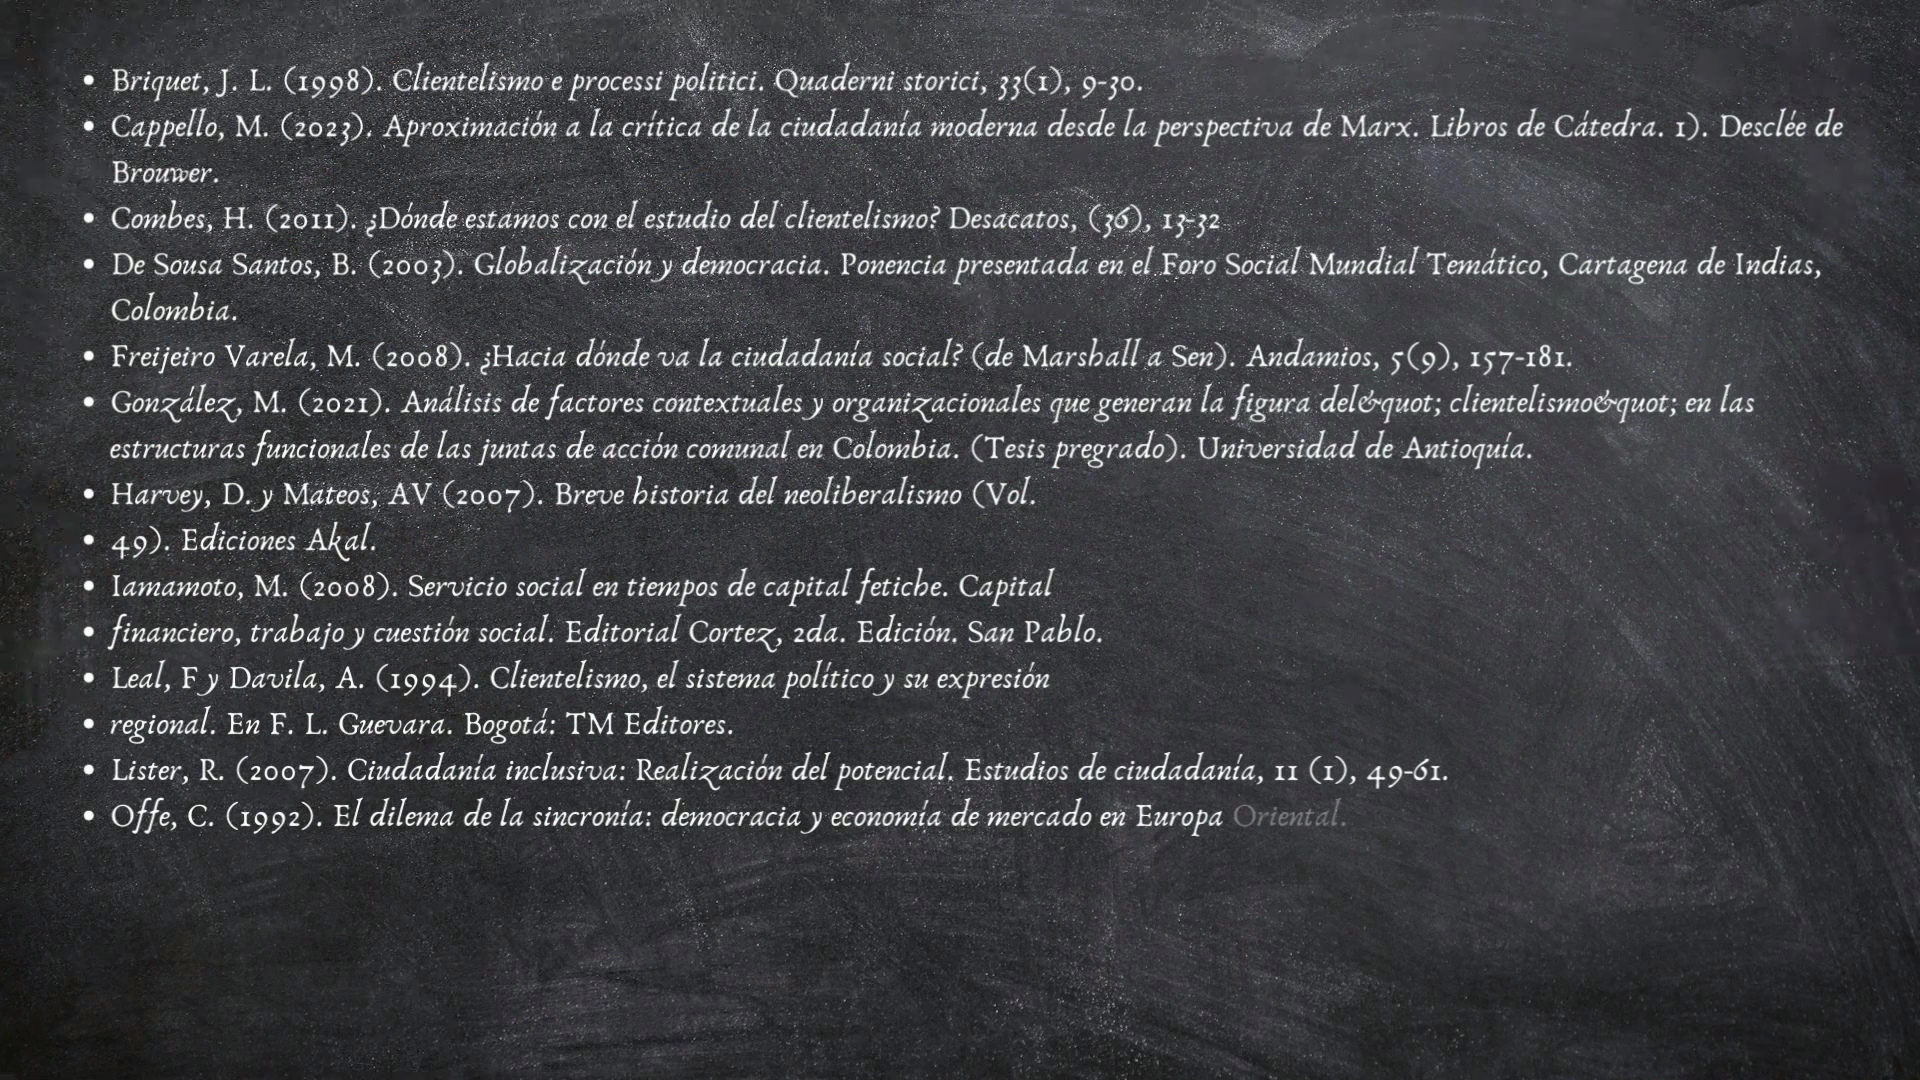 • Briquet, J. L. (1998). Clientelismo e processi politici. Quaderni storici, 33(1), 9-30.
• Cappello, M. (2023). Aproximación a la crítica de la ciudadanía moderna desde la perspectiva de Marx. Libros de Cátedra. 1). Desclée de
Brouwer.
• Combes, H. (2011). ¿Dónde estamos con el estudio del clientelismo? Desacatos, (36), 13-32
• De Sousa Santos, B. (2003). Globalización y democracia. Ponencia presentada en el Foro Social Mundial Temático, Cartagena de Indias,
Colombia.
• Freijeiro Varela, M. (2008). ¿Hacia dónde va la ciudadanía social? (de Marshall a Sen). Andamios, 5(9), 157-181.
• González, M. (2021). Análisis de factores contextuales y organizacionales que generan la figura del&quot; clientelismo&quot; en las
estructuras funcionales de las juntas de acción comunal en Colombia. (Tesis pregrado). Universidad de Antioquía.
• Harvey, D. y Mateos, AV (2007). Breve historia del neoliberalismo (Vol.
• 49). Ediciones Akal.
• Iamamoto, M. (2008). Servicio social en tiempos de capital fetiche. Capital
• financiero, trabajo y cuestión social. Editorial Cortez, 2da. Edición. San Pablo.
• Leal, F y Davila, A. (1994). Clientelismo, el sistema político y su expresión
• regional. En F. L. Guevara. Bogotá: TM Editores.
• Lister, R. (2007). Ciudadanía inclusiva: Realización del potencial. Estudios de ciudadanía, 11 (1), 49-61.
• Offe, C. (1992). El dilema de la sincronía: democracia y economía de mercado en Europa Oriental.